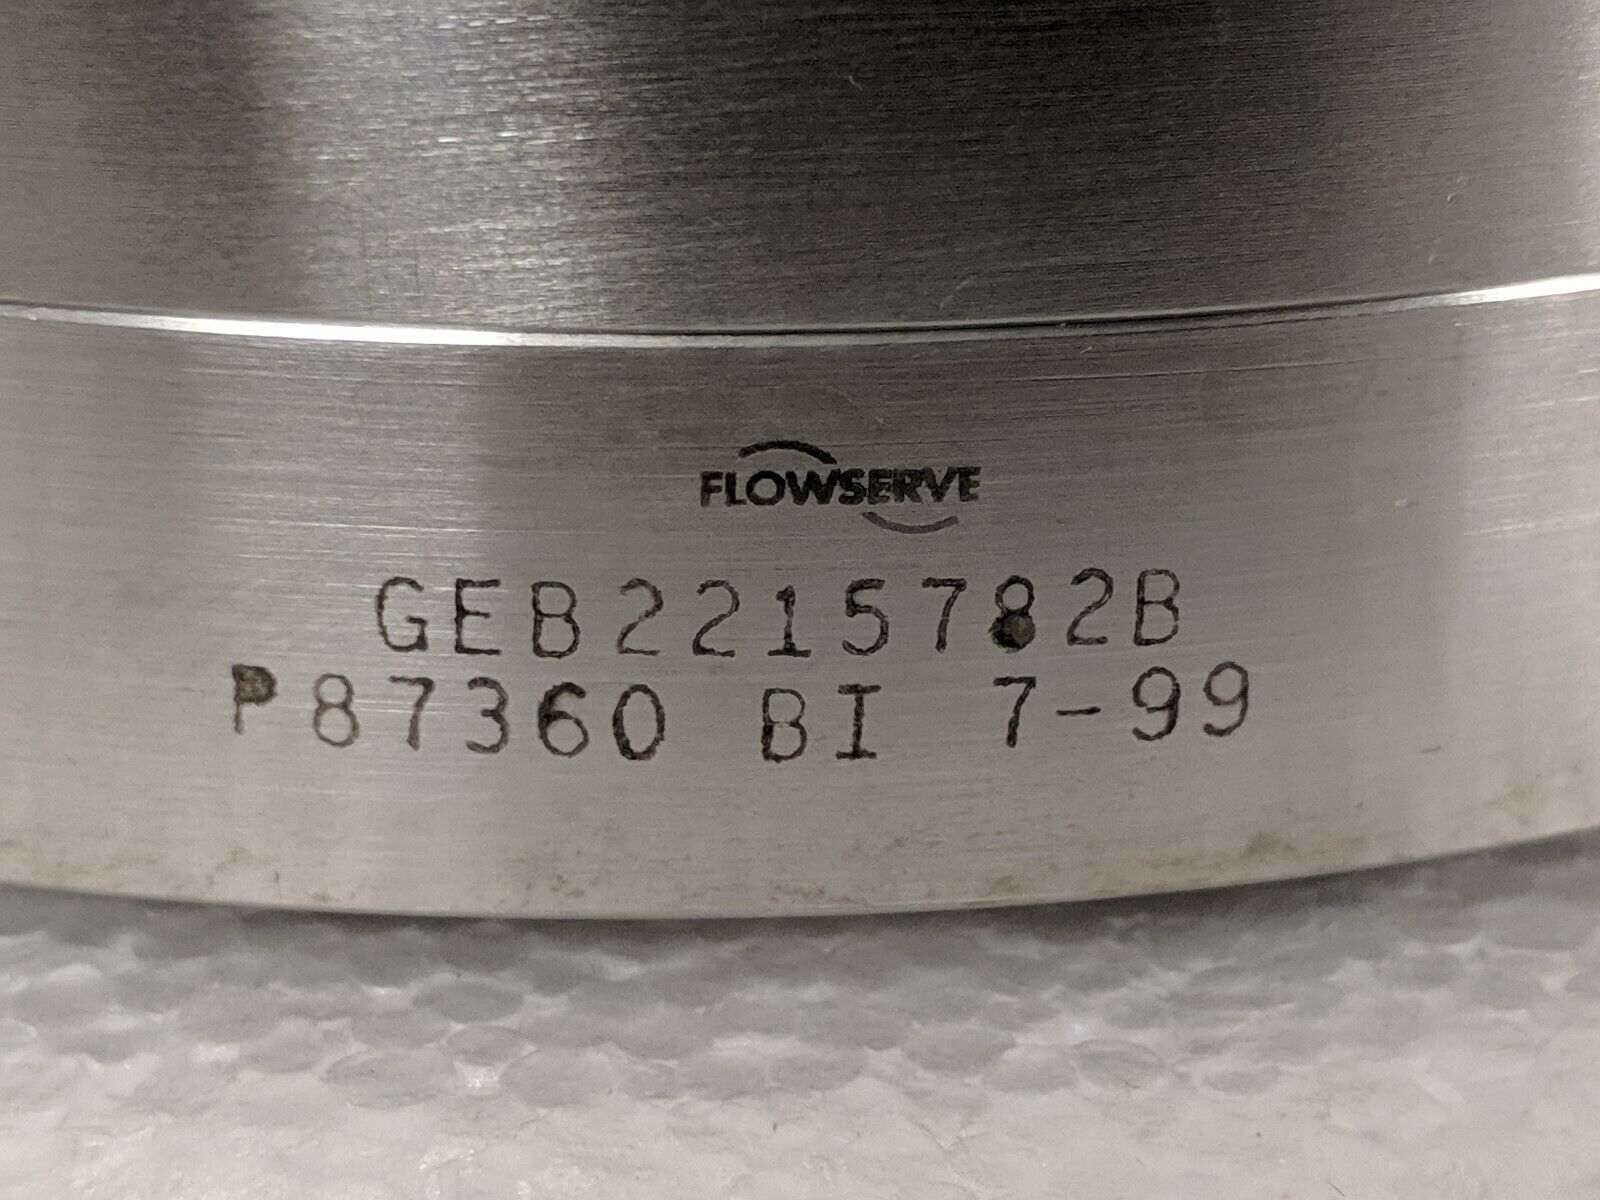 FLOWSERVE
GEB2215782B
P87360 BI 7-99